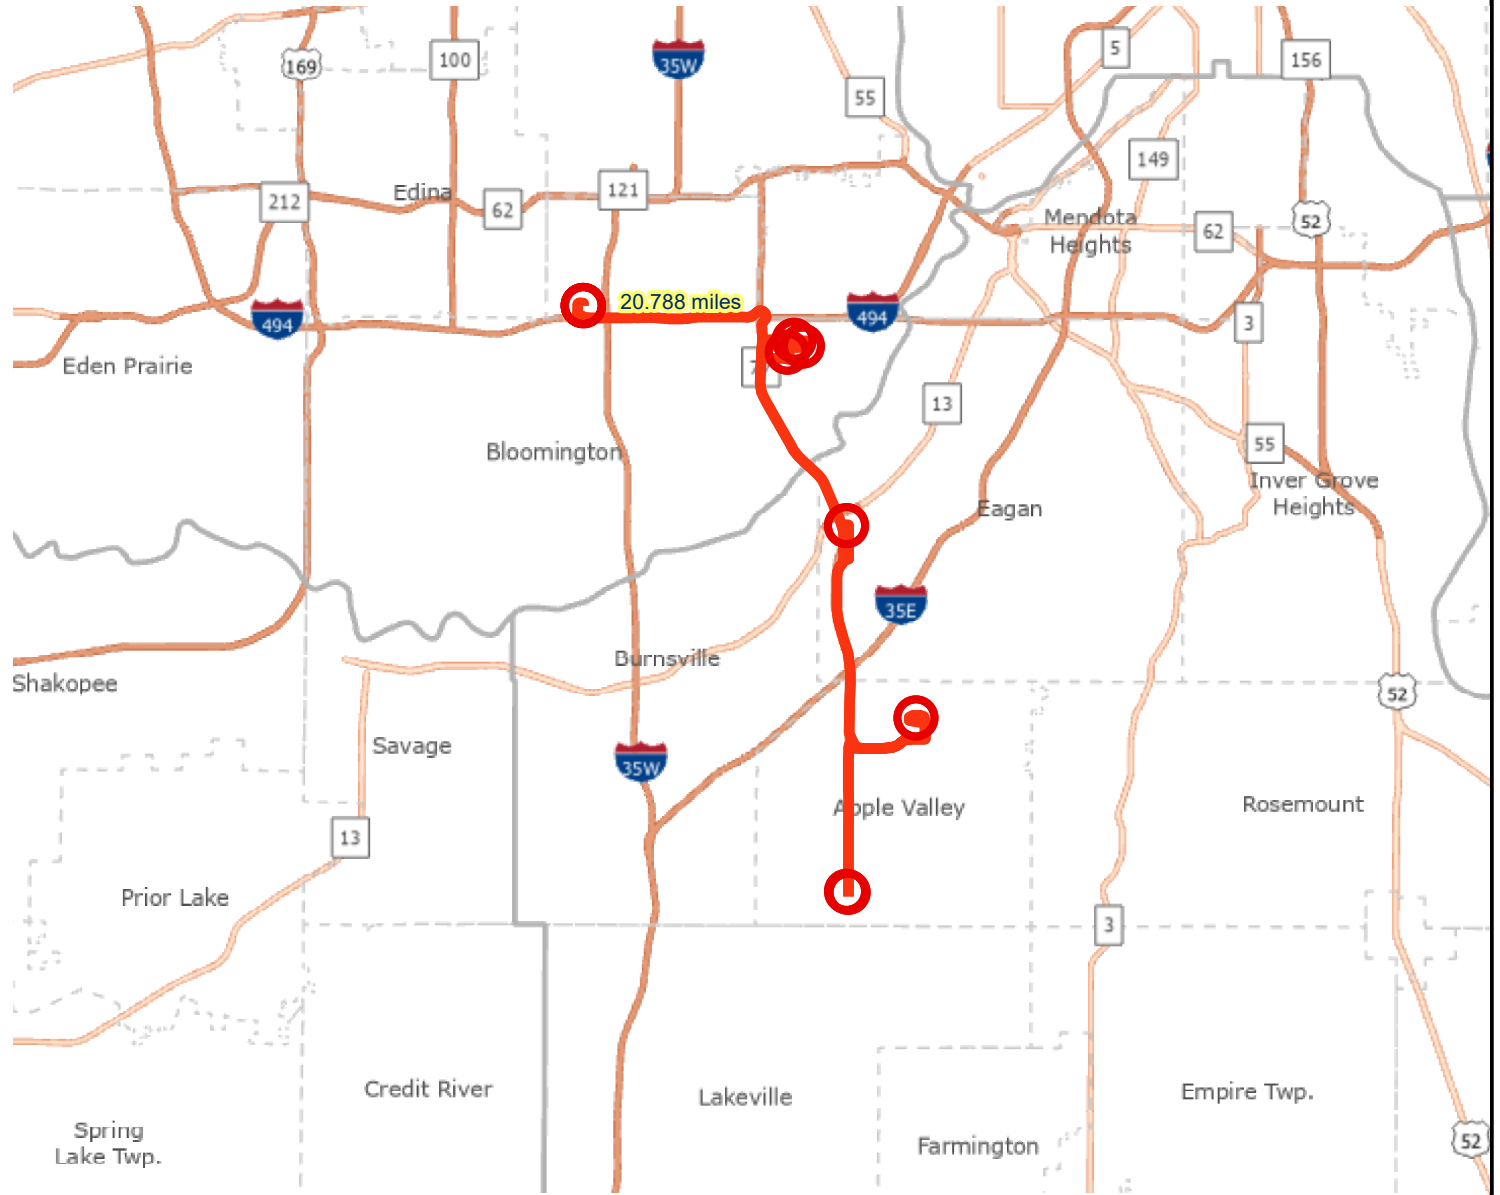 169
100
35W
5
156
55
149
212
Edina
62
121
Mendota
Heights
62
52
494
20.788 miles
494
3
Eden Prairie
13
Bloomington
55
Inver Grove
Heights
Eagan
35E
Burnsville
Shakopee
52
Savage
35W
Apple Valley
Rosemount
13
Prior Lake
3
Credit River
Lakeville
Empire Twp.
Spring
Lake Twp.
Farmington
52